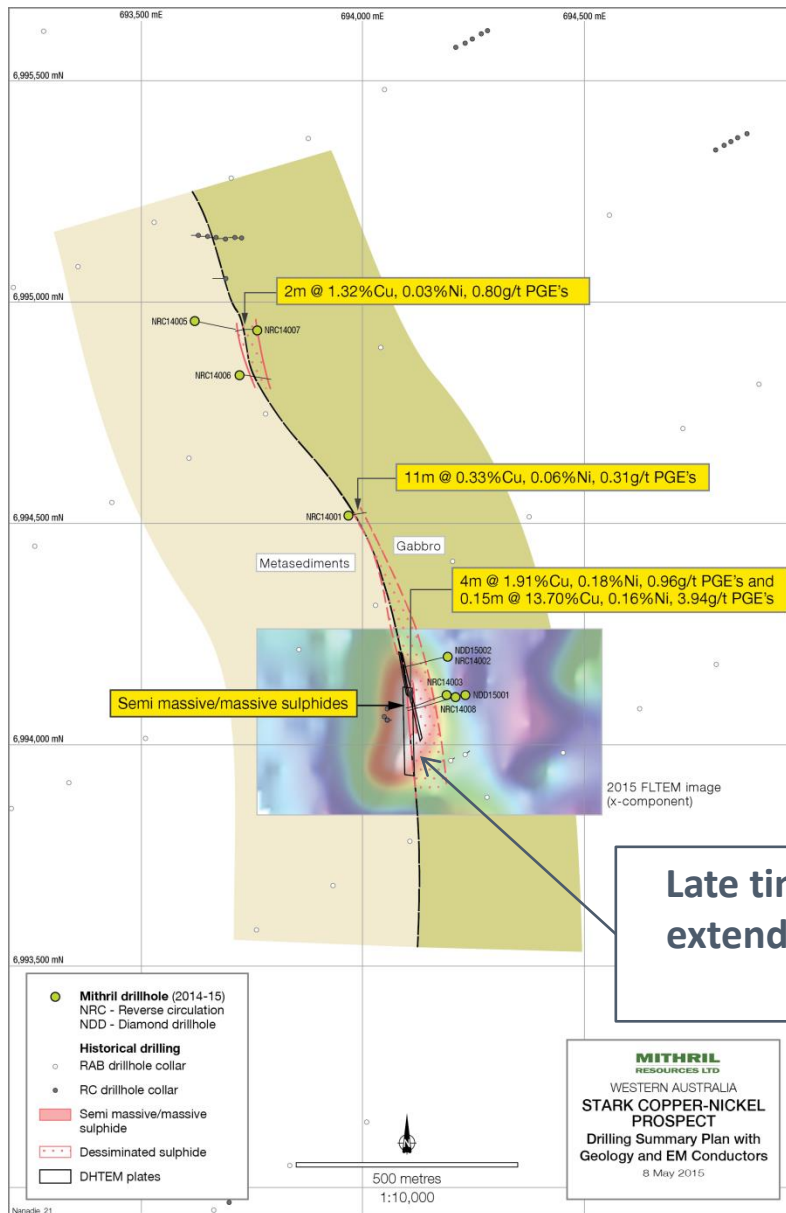 693,500 mE
694,000 mE
694,500 mE
6,995,500 mN
6,995,000 mN
2m @ 1.32%Cu, 0.03%Ni, 0.80g/t PGE's
NRC14005
NRC14007
NRC14006
11m @ 0.33%Cu, 0.06%Ni, 0.31g/t PGE's
6,994,500 mN
NRC14001
Metasediments
Gabbro
4m @ 1.91%Cu, 0.18%Ni, 0.96g/t PGE's and
0.15m @ 13.70%Cu, 0.16%Ni, 3.94g/t PGE's
NDD15002
NRC14002
NRC14003
NDD15001
NRC14008
Semi massive/massive sulphides
6,994,000 mN
2015 FLTEM image
(x-component)
extend
6,993,500 mN
Mithril drillhole (2014-15)
NRC - Reverse circulation
NDD - Diamond drillhole
Historical drilling
RAB drillhole collar
RC drillhole collar
Semi massive/massive
sulphide
Dessiminated sulphide
DHTEM plates
500 metres
1:10,000
MITHRIL
RESOURCES LTD
WESTERN AUSTRALIA
STARK COPPER-NICKEL
PROSPECT
Drilling Summary Plan with
Geology and EM Conductors
8 May 2015
Nanadie_21